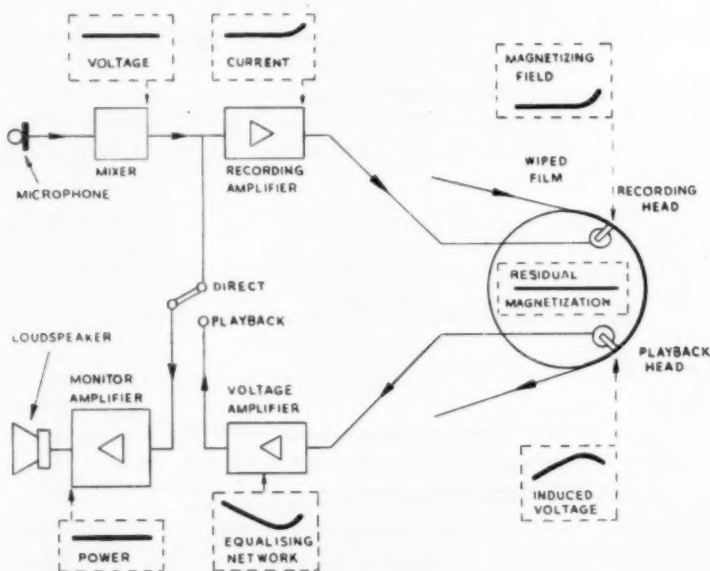 VOLTAGE
CURRENT
MAGNETIZING
FIELD
MICROPHONE
MIXER
RECORDING
AMPLIFIER
WIPED
FILM
RECORDING
HEAD
RESIDUAL
MAGNETIZATION
DIRECT
PLAYBACK
LOUDSPEAKER
MONITOR
AMPLIFIER
VOLTAGE
AMPLIFIER
PLAYBACK
HEAD
POWER
EQUALISING
NETWORK
INDUCED
VOLTAGE